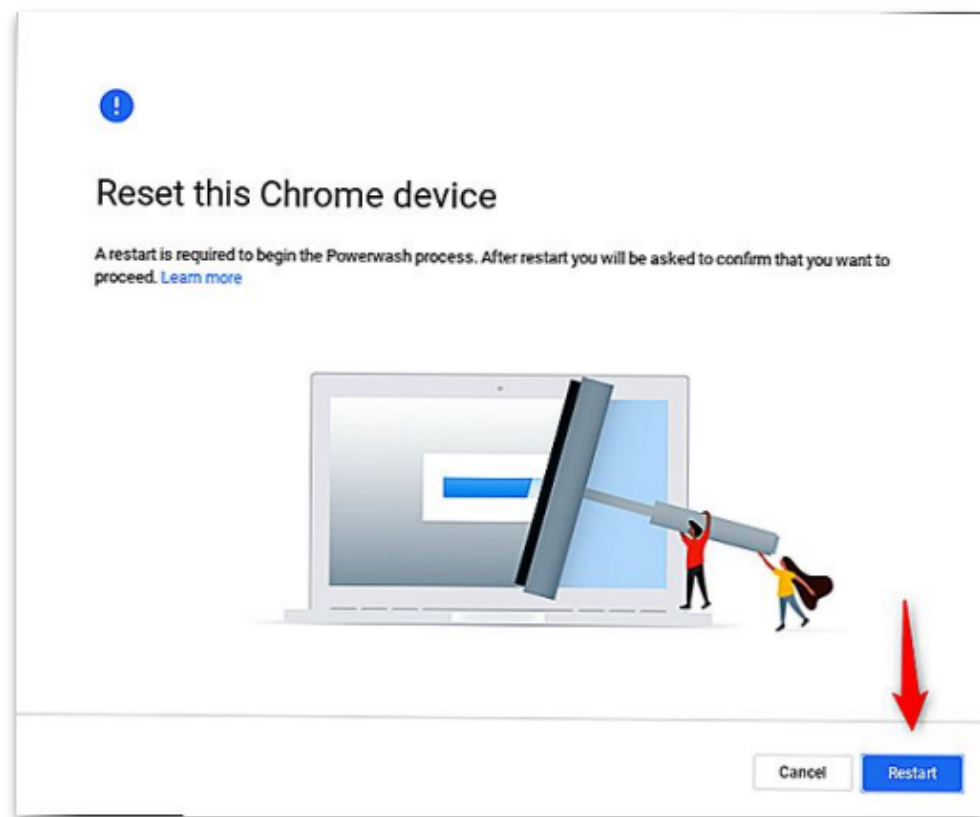 Reset this Chrome device
A restart is required to begin the Powerwash process. After restart you will be asked to confirm that you want to
proceed. Learn more
Cancel
Restart